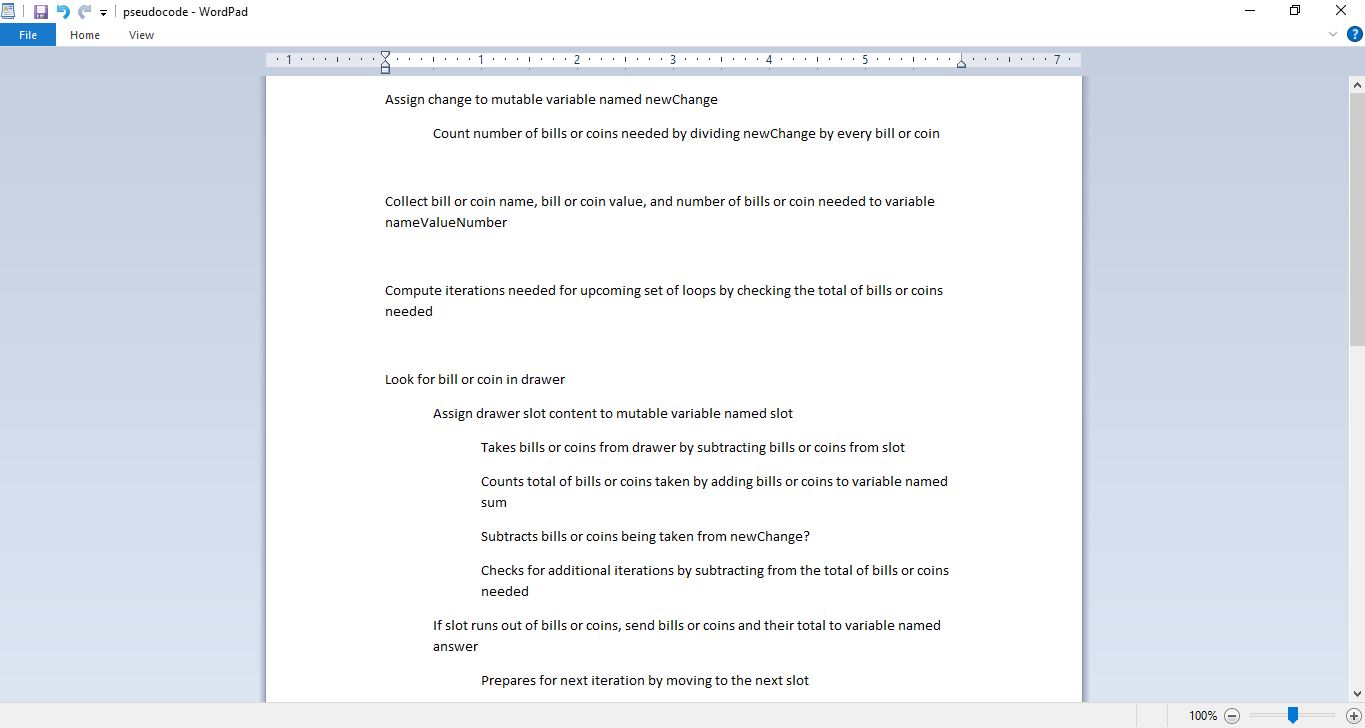 pseudocode - WordPad
File Home View
1 1 2 3 4 5 7
Assign change to mutable variable named newChange
Count number of bills or coins needed by dividing newChange by every bill or coin
Collect bill or coin name, bill or coin value, and number of bills or coin needed to variable
nameValueNumber
Compute iterations needed for upcoming set of loops by checking the total of bills or coins
needed
Look for bill or coin in drawer
Assign drawer slot content to mutable variable named slot
Takes bills or coins from drawer by subtracting bills or coins from slot
Counts total of bills or coins taken by adding bills or coins to variable named
sum
Subtracts bills or coins being taken from newChange?
Checks for additional iterations by subtracting from the total of bills or coins
needed
If slot runs out of bills or coins, send bills or coins and their total to variable named
answer
Prepares for next iteration by moving to the next slot
100%